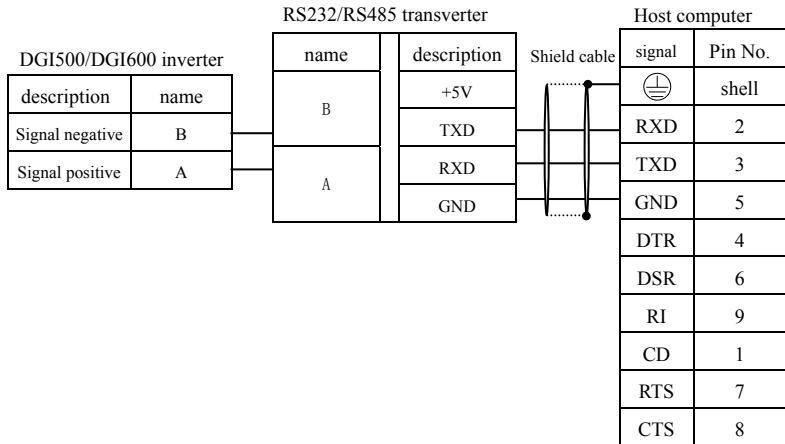 RS232/RS485 transverter
Host computer
DGI500/DGI600 inverter
name description
Shield cable
signal Pin No.
description name
B
+5V
shell
Signal negative B
TXD
RXD 2
Signal positive A
A
RXD
TXD 3
GND
GND 5
DTR 4
DSR 6
RI 9
CD 1
RTS 7
CTS 8